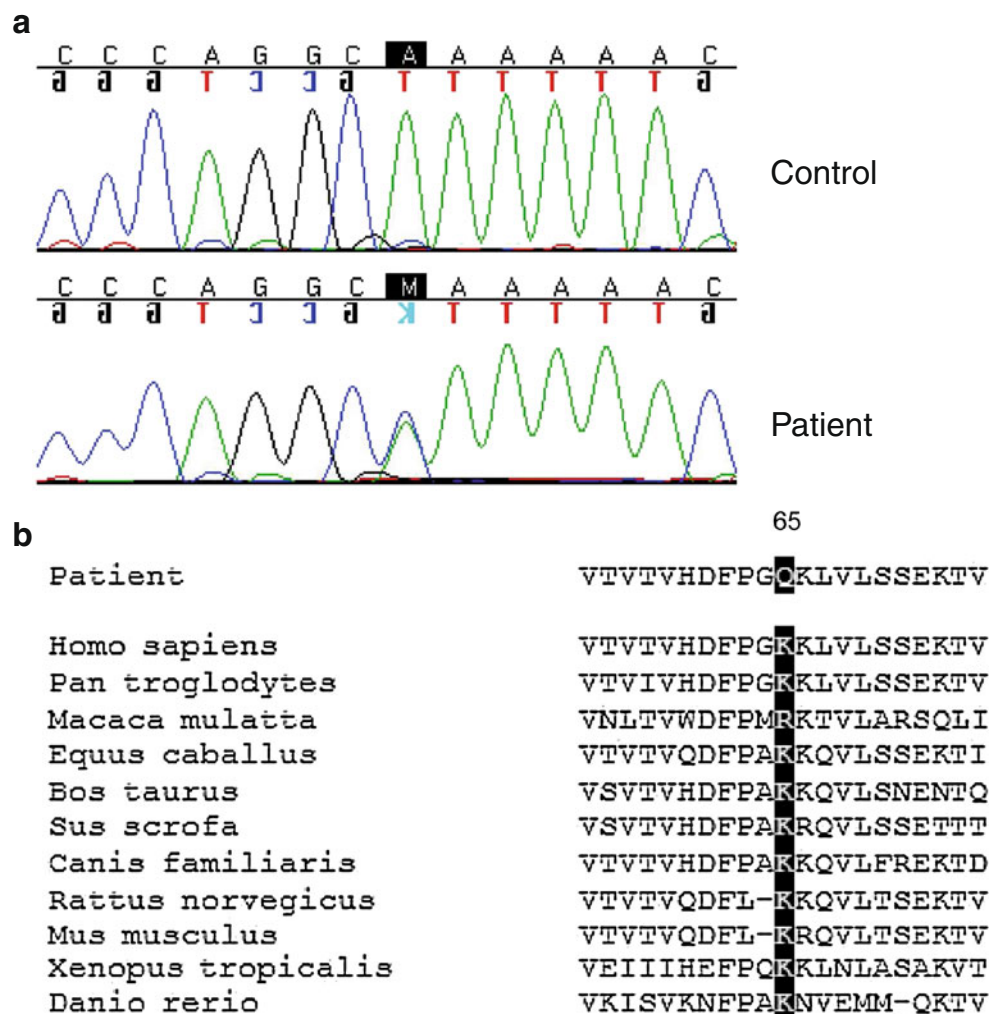 a
C C C A G G C A A A A A A C
G G G T C C G T T T T T T G
Control
C C C A G G C M A A A A A C
G G G T C C G K T T T T T G
Patient
b
65
Patient VTVTVHDFPGQKLVLSSEKTV
Homo sapiens VTVTVHDFPGKKLVLSSEKTV
Pan troglodytes VTVIVHDFPGKKLVLSSEKTV
Macaca mulatta VNLTVWDFPMRKTVLARSQLI
Equus caballus VTVTVQDFPAKKQVLSSEKTI
Bos taurus VSVTVHDFPAKKQVLSNENTQ
Sus scrofa VSVTVHDFPAKRQVLSSETTT
Canis familiaris VTVTVHDFPAKKQVLFREKTD
Rattus norvegicus VTVTVQDFL-KKQVLTSEKTV
Mus musculus VTVTVQDFL-KRQVLTSEKTV
Xenopus tropicalis VEIIIHEFPQKKLNLASAKVT
Danio rerio VKISVKNFPAKNVEMM-QKTV